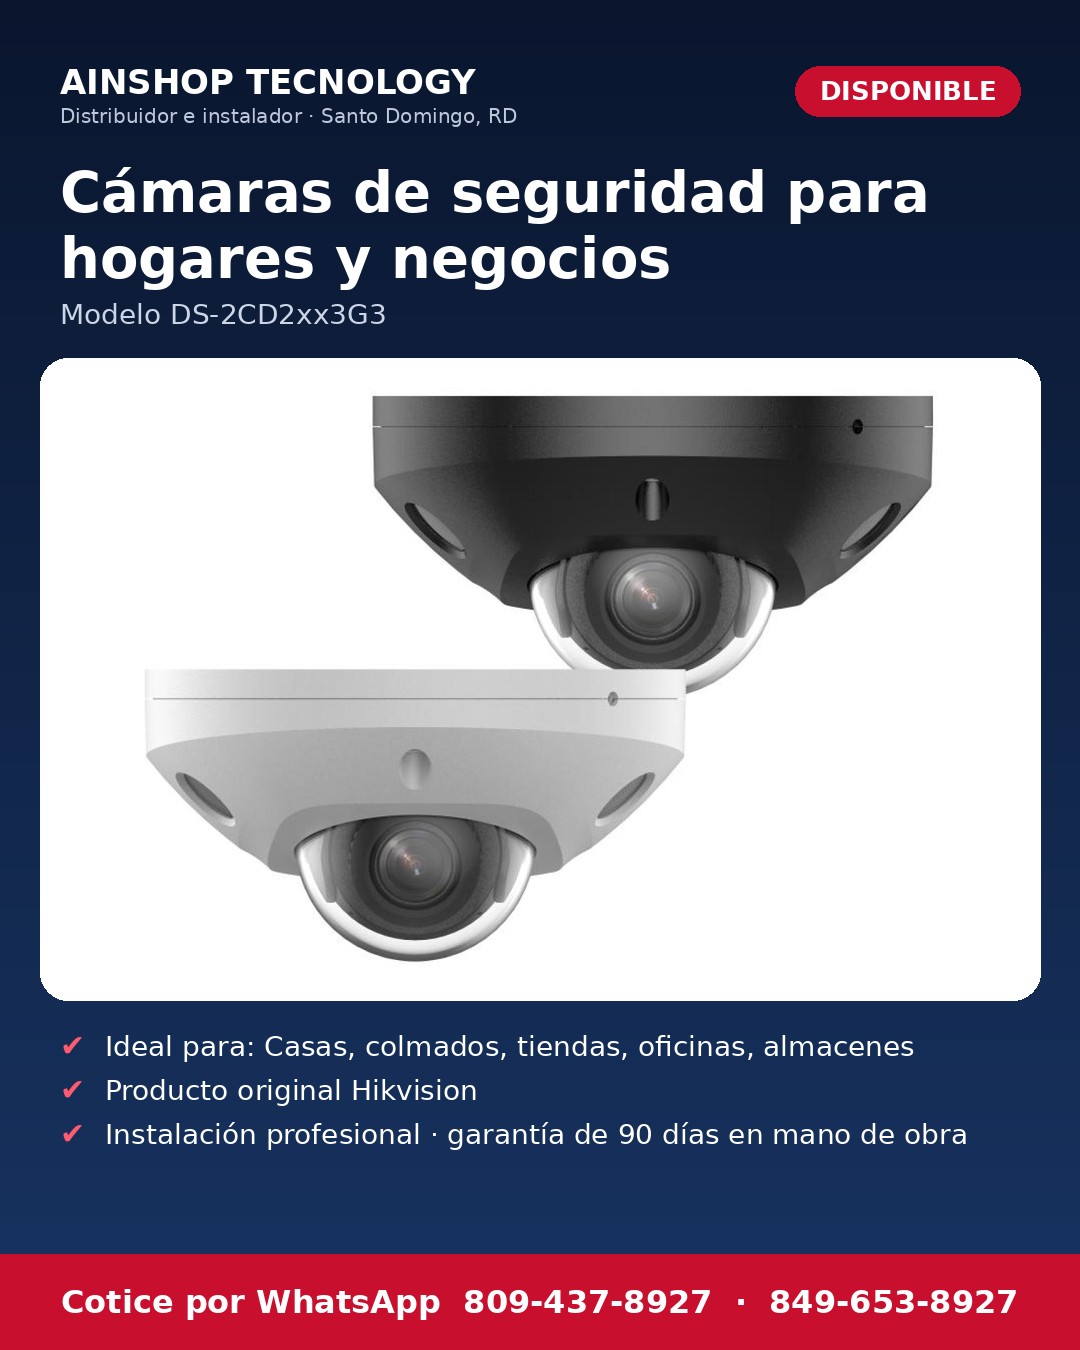 AINSHOP TECNOLOGY
DISPONIBLE
Distribuidor e instalador · Santo Domingo, RD
Cámaras de seguridad para
hogares y negocios
Modelo DS-2CD2xx3G3
✔ Ideal para: Casas, colmados, tiendas, oficinas, almacenes
✔ Producto original Hikvision
✔ Instalación profesional · garantía de 90 días en mano de obra
Cotice por WhatsApp 809-437-8927 · 849-653-8927